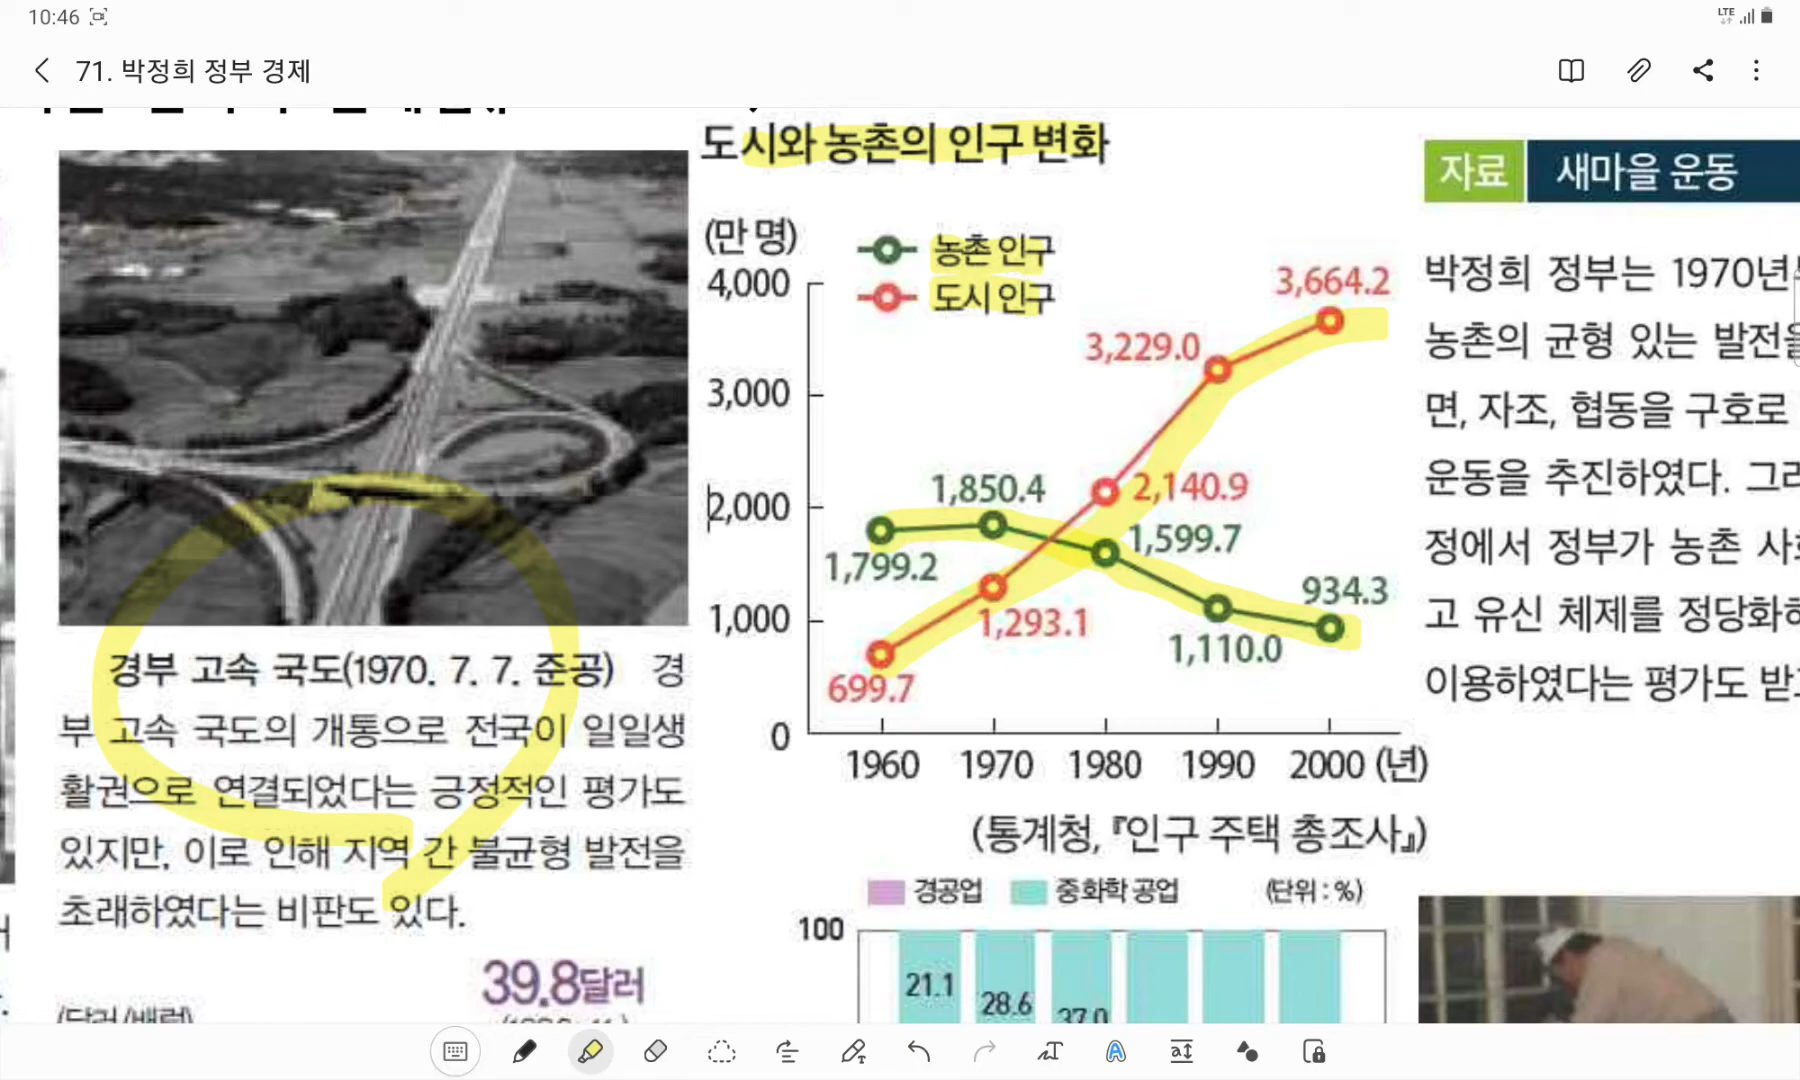 10:46
LTE
71. 박정희 정부 경제
도시와 농촌의 인구 변화
(만 명)
농촌 인구
도시 인구
4,000
3,000
2,000
1,000
0
3,664.2
3,229.0
2,140.9
1,850.4
1,799.2
1,599.7
1,293.1
1,110.0
934.3
699.7
1960 1970 1980 1990 2000 (년)
(통계청, 『인구 주택 총조사』)
경부 고속 국도(1970. 7. 7. 준공) 경
부 고속 국도의 개통으로 전국이 일일생
활권으로 연결되었다는 긍정적인 평가도
있지만, 이로 인해 지역 간 불균형 발전을
초래하였다는 비판도 있다.
39.8달러
(달러/배럴)
경공업 중화학 공업 (단위 : %)
100
21.1
28.6
37.0
자료 새마을 운동
박정희 정부는 1970년
농촌의 균형 있는 발전을
면, 자조, 협동을 구호로
운동을 추진하였다. 그러
정에서 정부가 농촌 사
고 유신 체제를 정당화하
이용하였다는 평가도 받